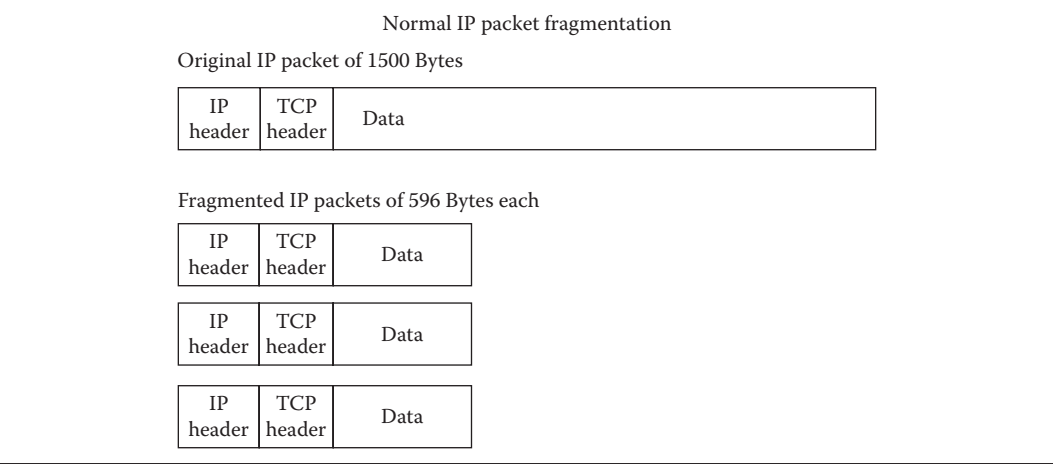 Normal IP packet fragmentation
Original IP packet of 1500 Bytes
IP header TCP header Data
Fragmented IP packets of 596 Bytes each
IP header TCP header Data
IP header TCP header Data
IP header TCP header Data